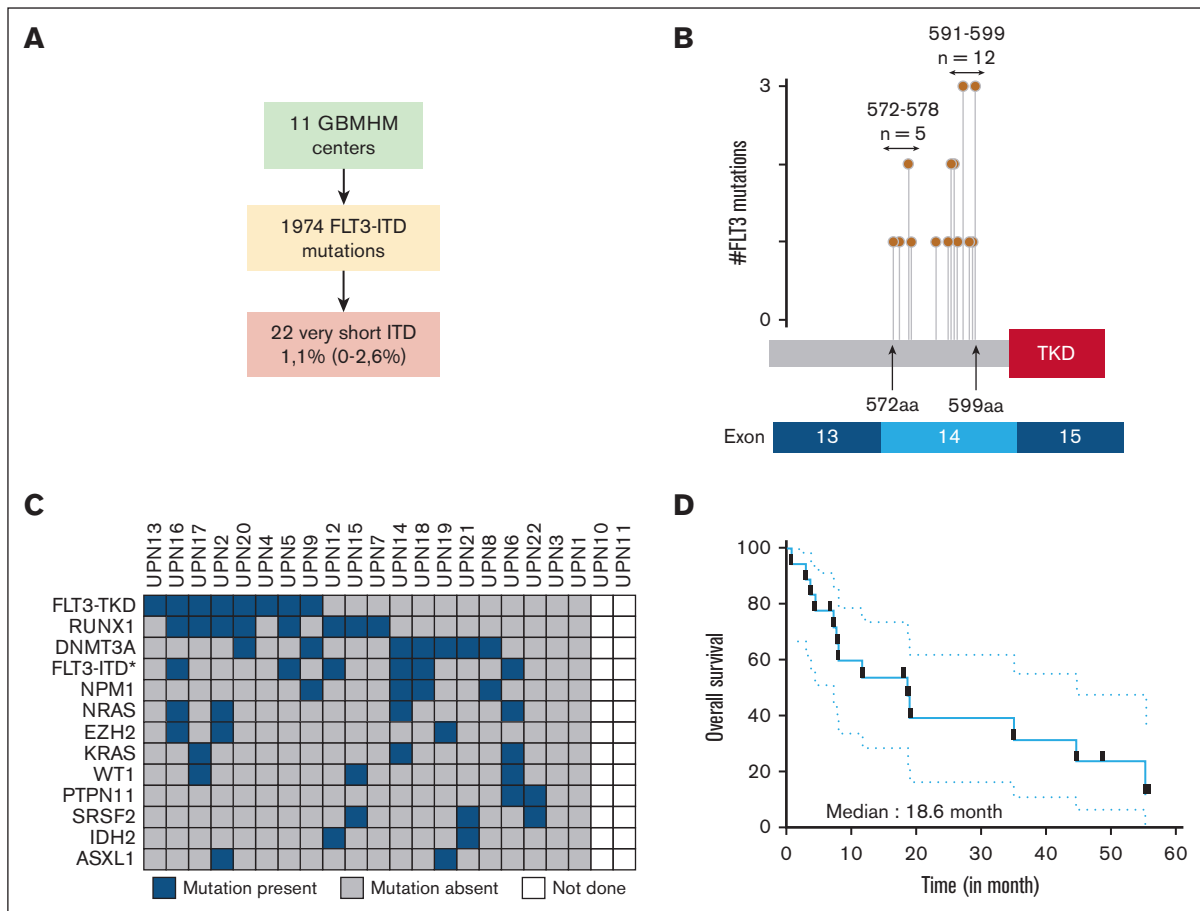 A
11 GBMHM
centers
1974 FLT3-ITD
mutations
22 very short ITD
1,1% (0-2,6%)
B
591-599
n = 12
572-578
n = 5
3
0
#FLT3 mutations
TKD
572aa
599aa
Exon
13
14
15
C
UPN13
UPN16
UPN17
UPN2
UPN20
UPN4
UPN5
UPN9
UPN12
UPN15
UPN7
UPN14
UPN18
UPN19
UPN21
UPN8
UPN6
UPN22
UPN3
UPN1
UPN10
UPN11
FLT3-TKD
RUNX1
DNMT3A
FLT3-ITD*
NPM1
NRAS
EZH2
KRAS
WT1
PTPN11
SRSF2
IDH2
ASXL1
Mutation present
Mutation absent
Not done
D
100
80
60
40
20
0
Overall survival
Median : 18.6 month
0
10
20
30
40
50
60
Time (in month)